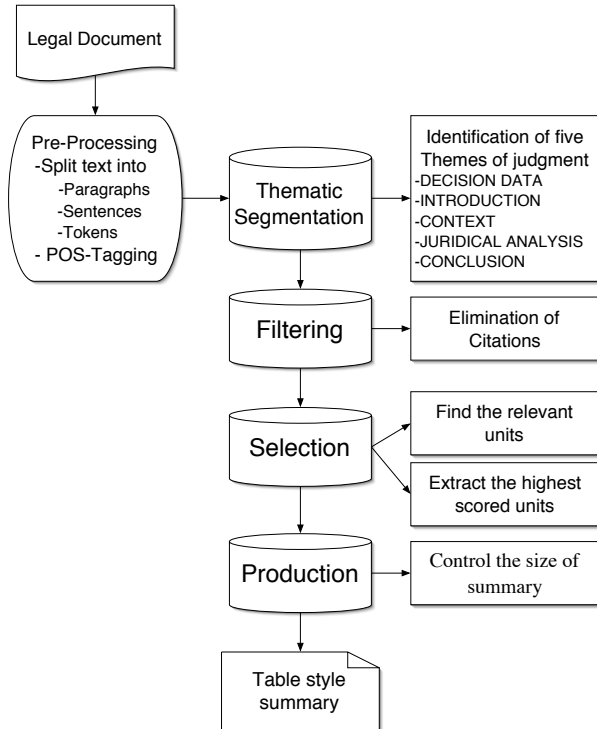 Legal Document
Pre-Processing
-Split text into
-Paragraphs
-Sentences
-Tokens
- POS-Tagging
Thematic
Segmentation
Identification of five
Themes of judgment
-DECISION DATA
-INTRODUCTION
-CONTEXT
-JURIDICAL ANALYSIS
-CONCLUSION
Filtering
Elimination of
Citations
Selection
Find the relevant
units
Extract the highest
scored units
Production
Control the size of
summary
Table style
summary